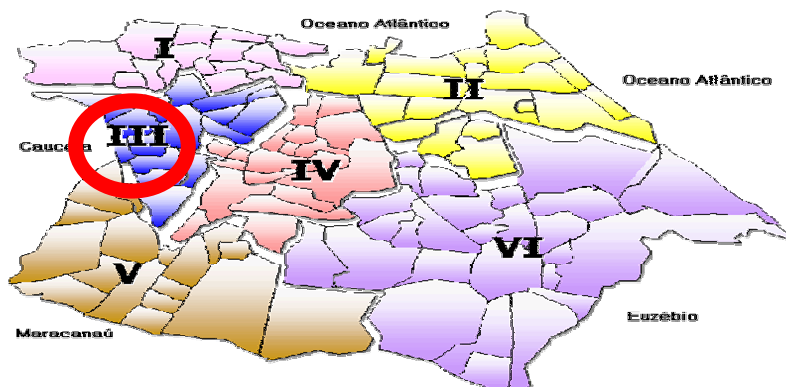 Oceano Atlântico
I
Oceano Atlântico
II
III
Caucaia
IV
VI
V
Euzébio
Maracanaú